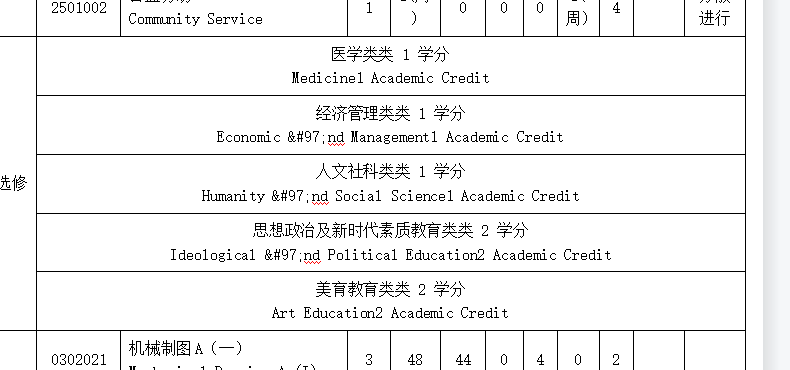 2501002
Community Service
1
)
0
0
0
周）
4
进行
医学类类 1 学分
Medicine1 Academic Credit
经济管理类类 1 学分
Economic &#97;nd Management1 Academic Credit
选修
人文社科类类 1 学分
Humanity &#97;nd Social Science1 Academic Credit
思想政治及新时代素质教育类类 2 学分
Ideological &#97;nd Political Education2 Academic Credit
美育教育类类 2 学分
Art Education2 Academic Credit
0302021
机械制图A（一）
3
48
44
0
4
0
2